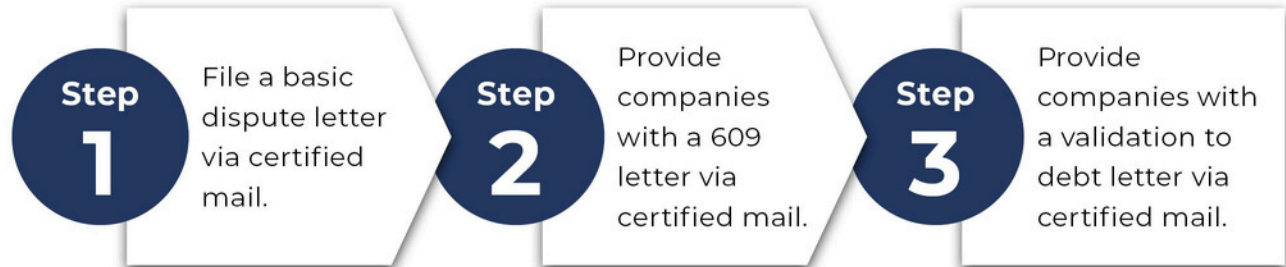 Step
1
File a basic
dispute letter
via certified
mail.
Step
2
Provide
companies
with a 609
letter via
certified mail.
Step
3
Provide
companies with
a validation to
debt letter via
certified mail.